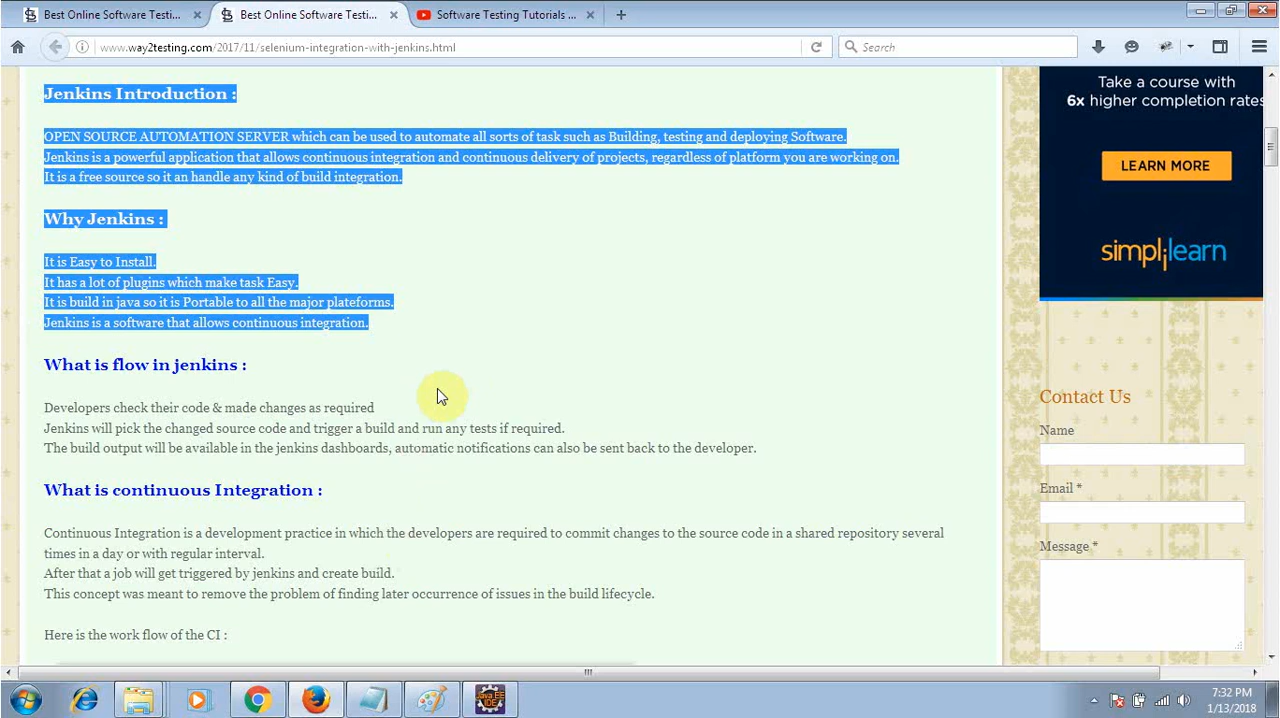 Best Online Software Testi...
Best Online Software Testi...
Software Testing Tutorials ...
www.way2testing.com/2017/11/selenium-integration-with-jenkins.html
Search
Jenkins Introduction :
OPEN SOURCE AUTOMATION SERVER which can be used to automate all sorts of task such as Building, testing and deploying Software.
Jenkins is a powerful application that allows continuous integration and continuous delivery of projects, regardless of platform you are working on.
It is a free source so it an handle any kind of build integration.
Why Jenkins :
It is Easy to Install.
It has a lot of plugins which make task Easy.
It is build in java so it is Portable to all the major plateforms.
Jenkins is a software that allows continuous integration.
What is flow in jenkins :
Developers check their code & made changes as required
Jenkins will pick the changed source code and trigger a build and run any tests if required.
The build output will be available in the jenkins dashboards, automatic notifications can also be sent back to the developer.
What is continuous Integration :
Continuous Integration is a development practice in which the developers are required to commit changes to the source code in a shared repository several
times in a day or with regular interval.
After that a job will get triggered by jenkins and create build.
This concept was meant to remove the problem of finding later occurrence of issues in the build lifecycle.
Here is the work flow of the CI :
Take a course with
6x higher completion rates
LEARN MORE
simplilearn
Contact Us
Name
Email *
Message *
Java EE
IDE
7:32 PM
1/13/2018